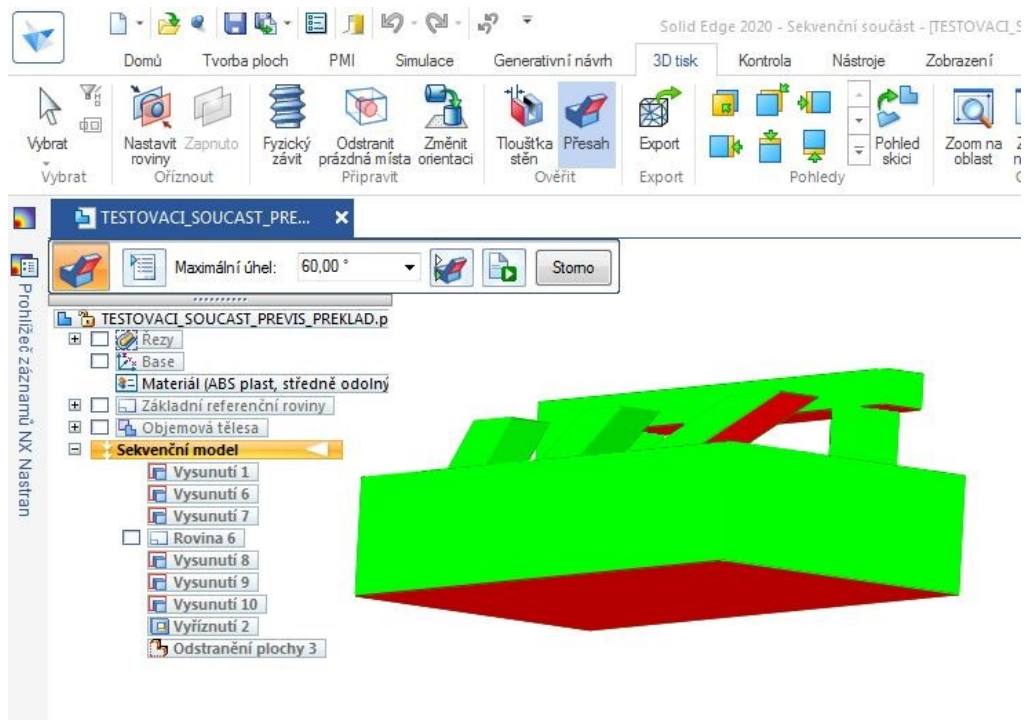 Solid Edge 2020 - Sekvenční součást - [TESTOVACI_S
Domů Tvorba ploch PMI Simulace Generativní návrh 3D tisk Kontrola Nástroje Zobrazení
Vybrat
Nastavit roviny
Zapnuto
Fyzický závit
Odstranit prázdná místa
Změnit orientaci
Tloušťka stěn
Přesah
Export
Pohled skici
Zoom na oblast
Vybrat Oříznout Připravit Ověřit Export Pohledy
TESTOVACI_SOUCAST_PRE...
Maximální úhel: 60,00 ° Storno
Prohlížeč záznamů NX Nastran
TESTOVACI_SOUCAST_PREVIS_PREKLAD.p
Řezy
Base
Materiál (ABS plast, středně odolný
Základní referenční roviny
Objemová tělesa
Sekvenční model
Vysunutí 1
Vysunutí 6
Vysunutí 7
Rovina 6
Vysunutí 8
Vysunutí 9
Vysunutí 10
Vyříznutí 2
Odstranění plochy 3